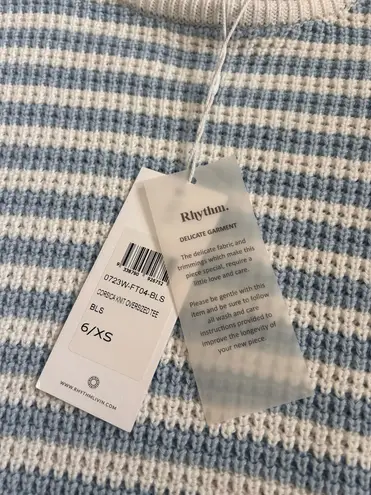 0723W-FT04-BLS
CORSICA KNIT OVERSIZED TEE
BLS
6/XS
WWW.RHYTHMLIVIN.COM
Rhythm.
DELICATE GARMENT
The delicate fabric and
trimmings which make this
piece special, require a
little love and care.
Please be gentle with this
item and be sure to follow
all wash and care
instructions provided to
improve the longevity of
your new piece.